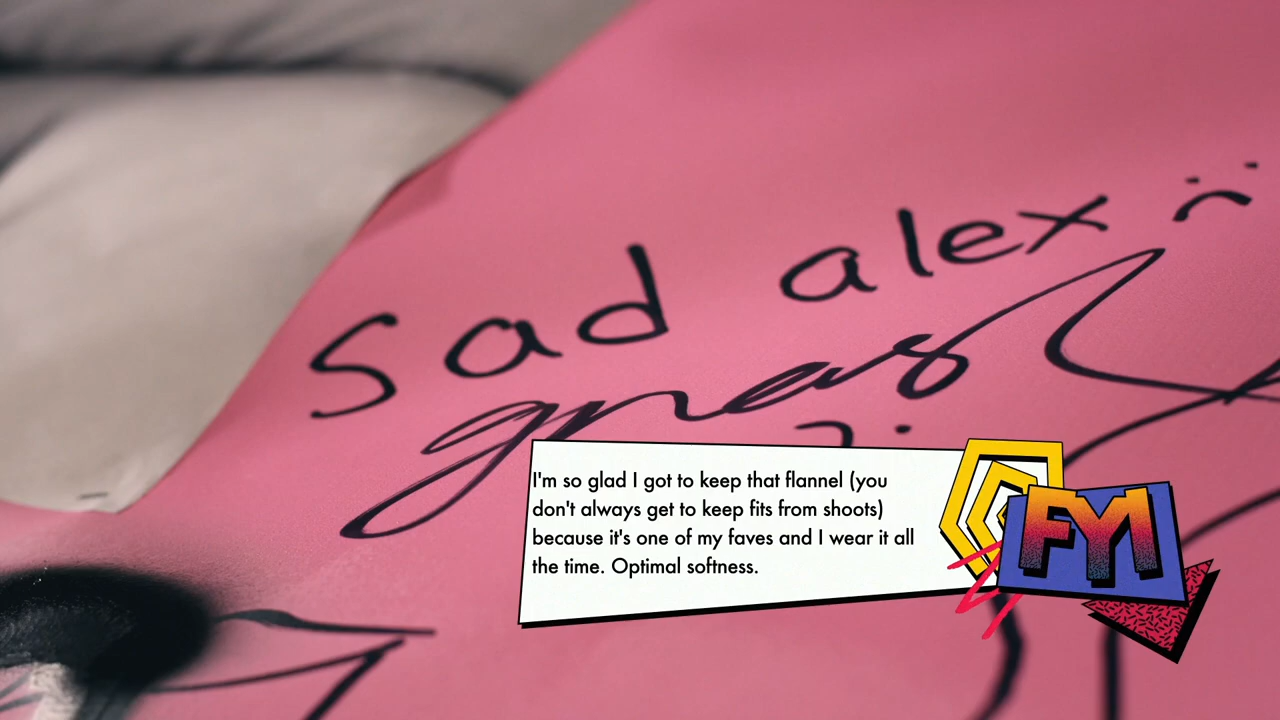 Sad alex :(
I'm so glad I got to keep that flannel (you
don't always get to keep fits from shoots)
because it's one of my faves and I wear it all
the time. Optimal softness.
FYI